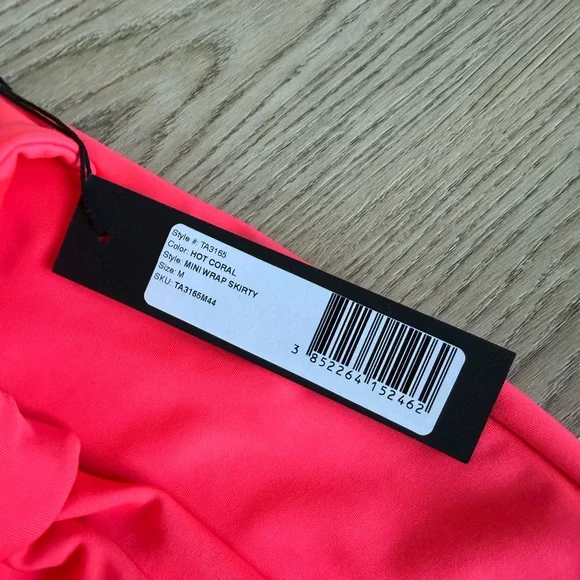 Style #: TA3165
Color: HOT CORAL
Style: MINI WRAP SKIRTY
Size: M
SKU: TA3165M44
3 852264 152462